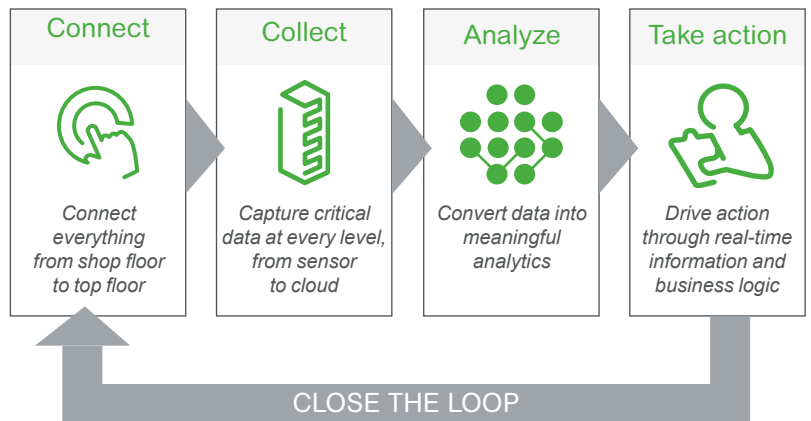 Connect
Connect
everything
from shop floor
to top floor
Collect
Capture critical
data at every level,
from sensor
to cloud
Analyze
Convert data into
meaningful
analytics
Take action
Drive action
through real-time
information and
business logic
CLOSE THE LOOP